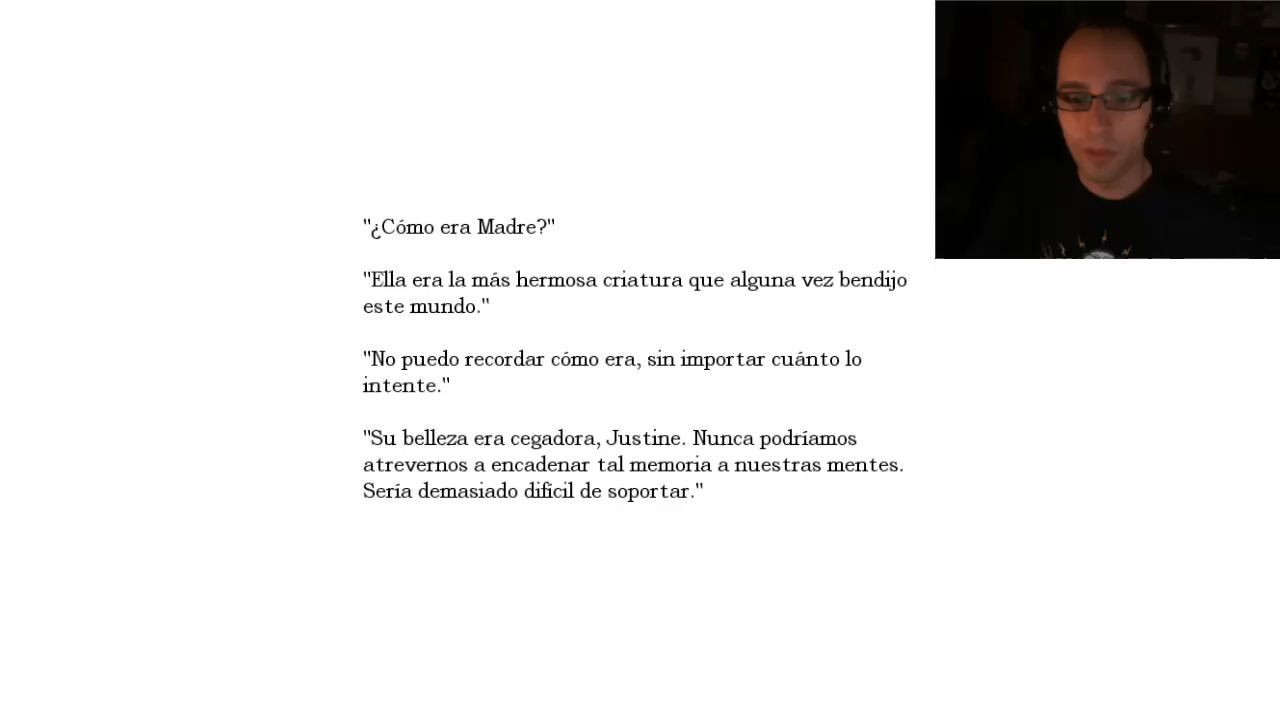 "¿Cómo era Madre?"
"Ella era la más hermosa criatura que alguna vez bendijo
este mundo."
"No puedo recordar cómo era, sin importar cuánto lo
intente."
"Su belleza era cegadora, Justine. Nunca podríamos
atrevernos a encadenar tal memoria a nuestras mentes.
Sería demasiado difícil de soportar."